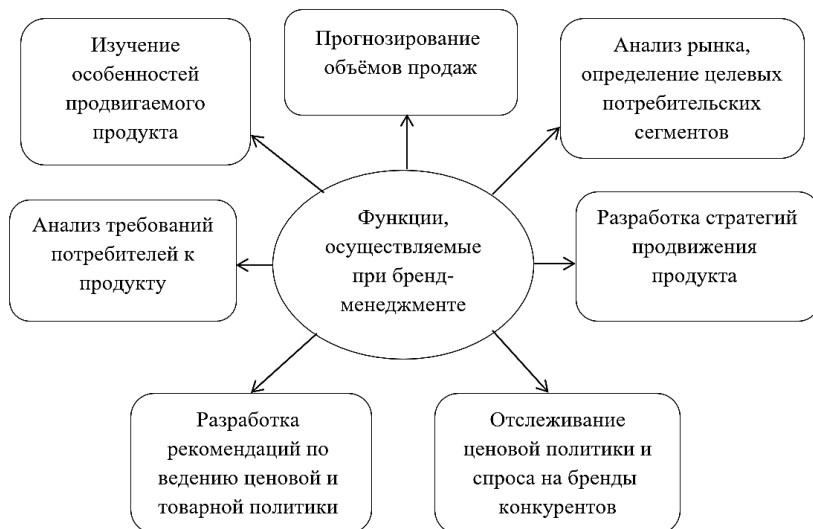 Изучение
особенностей
продвигаемого
продукта
Прогнозирование
объёмов продаж
Анализ рынка,
определение целевых
потребительских
сегментов
Анализ требований
потребителей к
продукту
Функции,
осуществляемые
при бренд-
менеджменте
Разработка стратегий
продвижения
продукта
Разработка
рекомендаций по
ведению ценовой и
товарной политики
Отслеживание
ценовой политики и
спроса на бренды
конкурентов